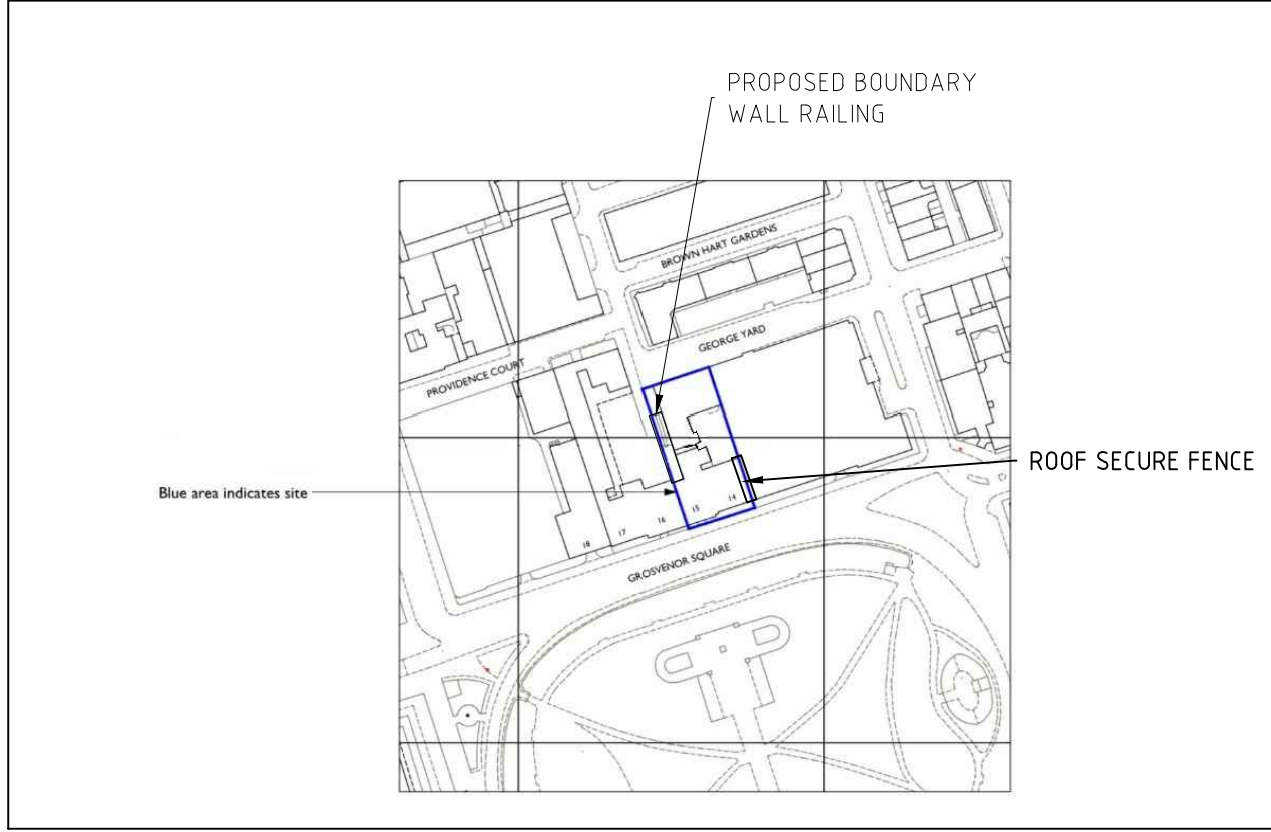 PROPOSED BOUNDARY
WALL RAILING
BROWN HART GARDENS
GEORGE YARD
PROVIDENCE COURT
ROOF SECURE FENCE
Blue area indicates site
14
15
16
17
18
GROSVENOR SQUARE